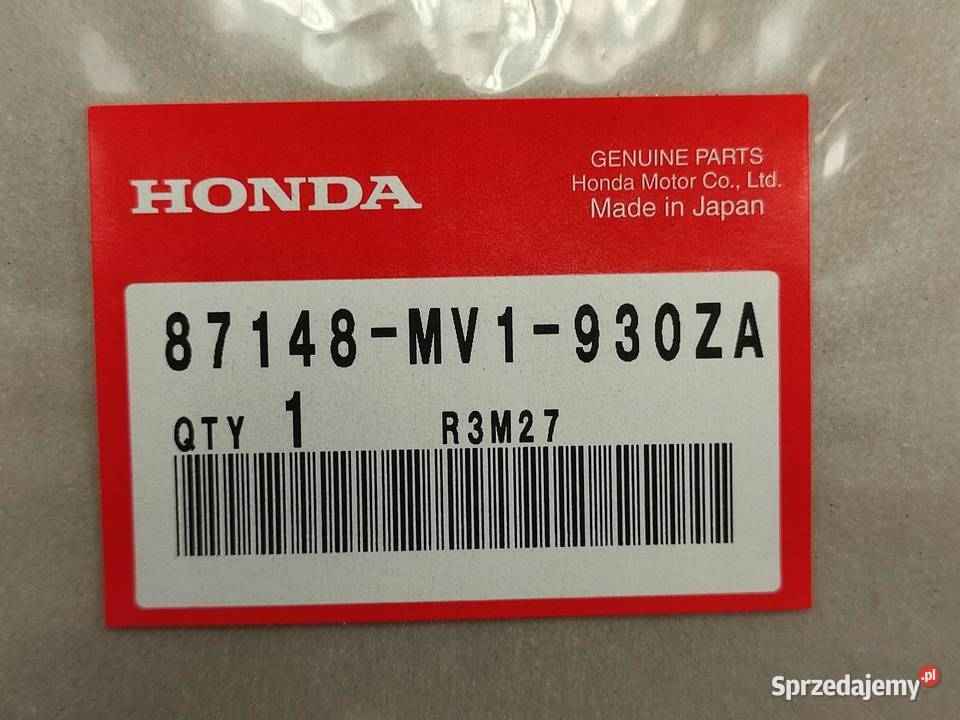 HONDA
GENUINE PARTS
Honda Motor Co., Ltd.
Made in Japan
87148-MV1-930ZA
QTY 1 R3M27
Sprzedajemy.pl